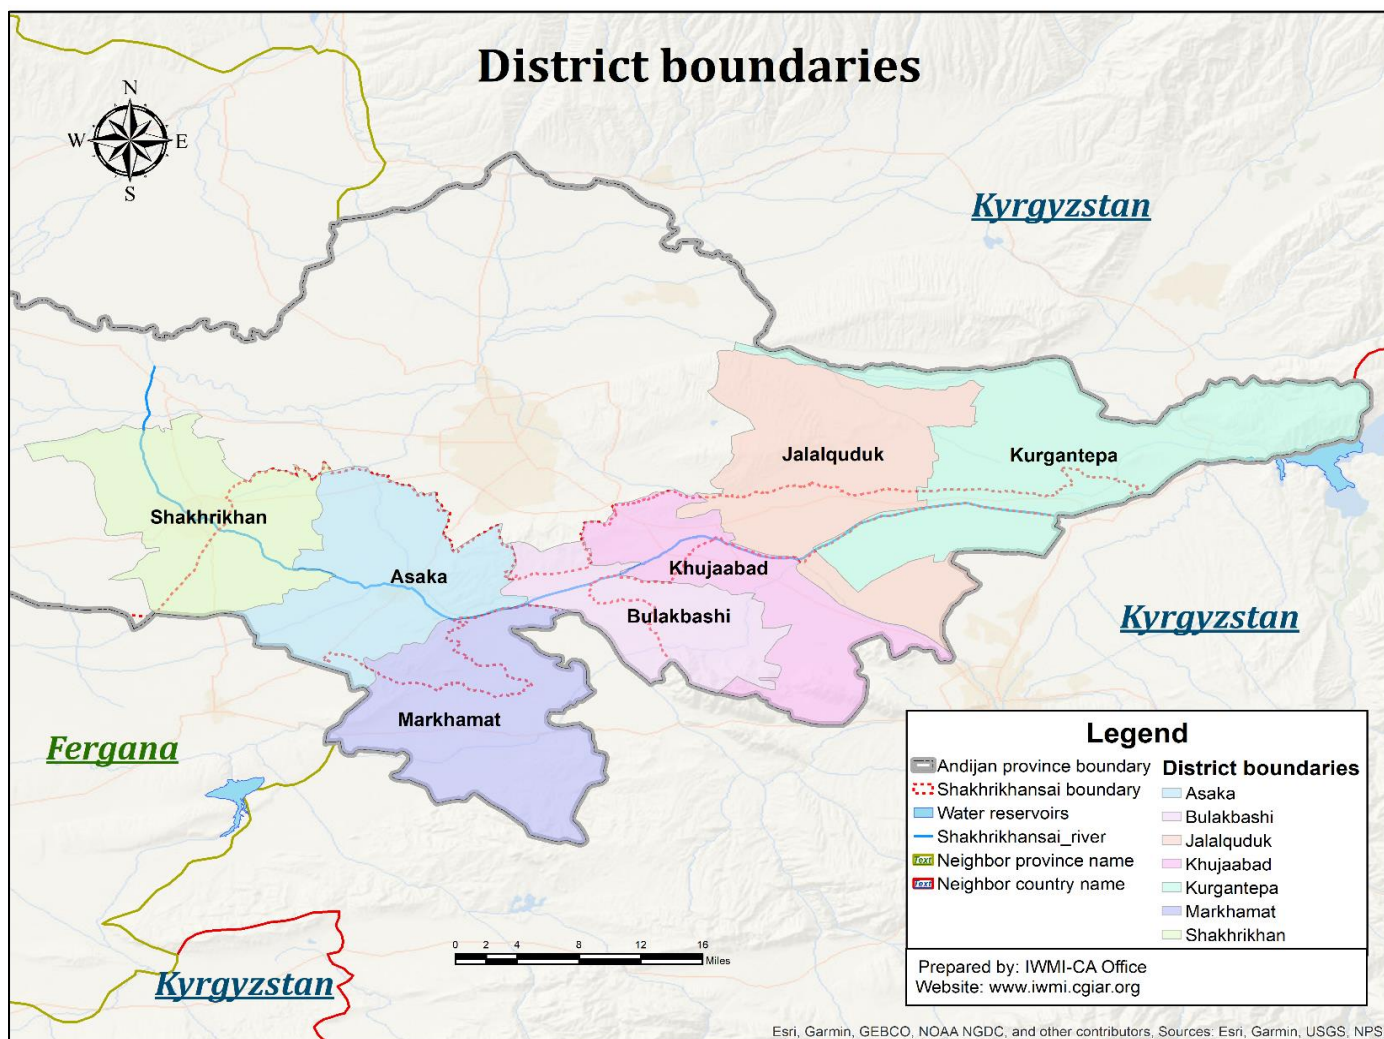 District boundaries
N
W E
S
Kyrgyzstan
Jalalquduk
Kurgantepa
Shakhrikhan
Asaka
Khujaabad
Bulakbashi
Kyrgyzstan
Markhamat
Fergana
Kyrgyzstan
Legend
Andijan province boundary
Shakhrikhansai boundary
Water reservoirs
Shakhrikhansai_river
Text Neighbor province name
Text Neighbor country name
District boundaries
Asaka
Bulakbashi
Jalalquduk
Khujaabad
Kurgantepa
Markhamat
Shakhrikhan
Prepared by: IWMI-CA Office
Website: www.iwmi.cgiar.org
0 2 4 8 12 16
Miles
Esri, Garmin, GEBCO, NOAA NGDC, and other contributors, Sources: Esri, Garmin, USGS, NPS